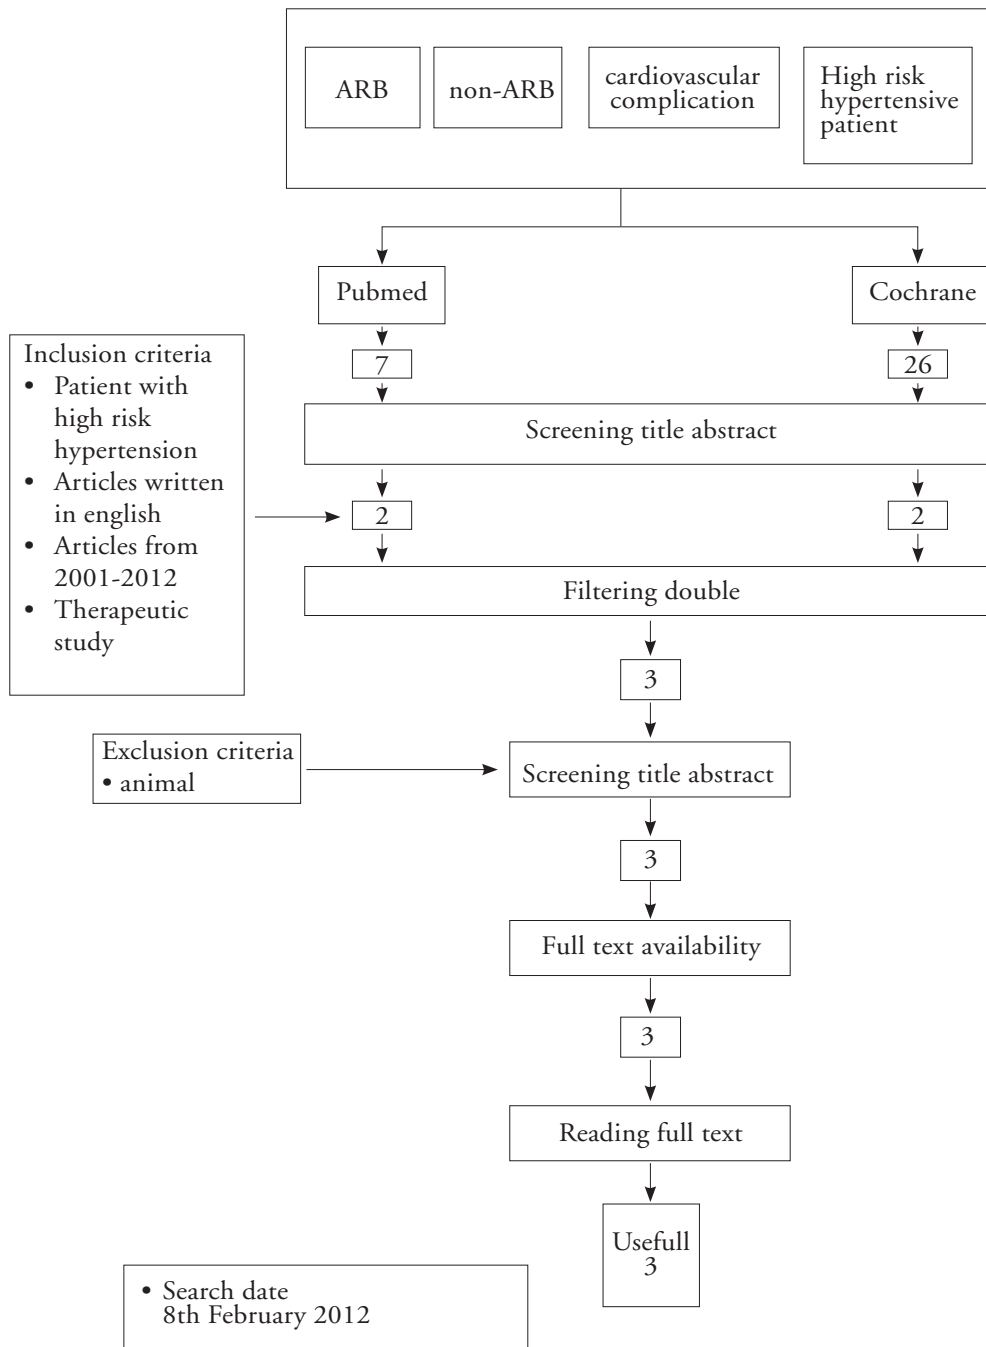 ARB
non-ARB
cardiovascular
complication
High risk
hypertensive
patient
Pubmed
Cochrane
7
26
Inclusion criteria
• Patient with
high risk
hypertension
• Articles written
in english
• Articles from
2001-2012
• Therapeutic
study
Screening title abstract
2
2
Filtering double
3
Exclusion criteria
• animal
Screening title abstract
3
Full text availability
3
Reading full text
Usefull
3
• Search date
8th February 2012